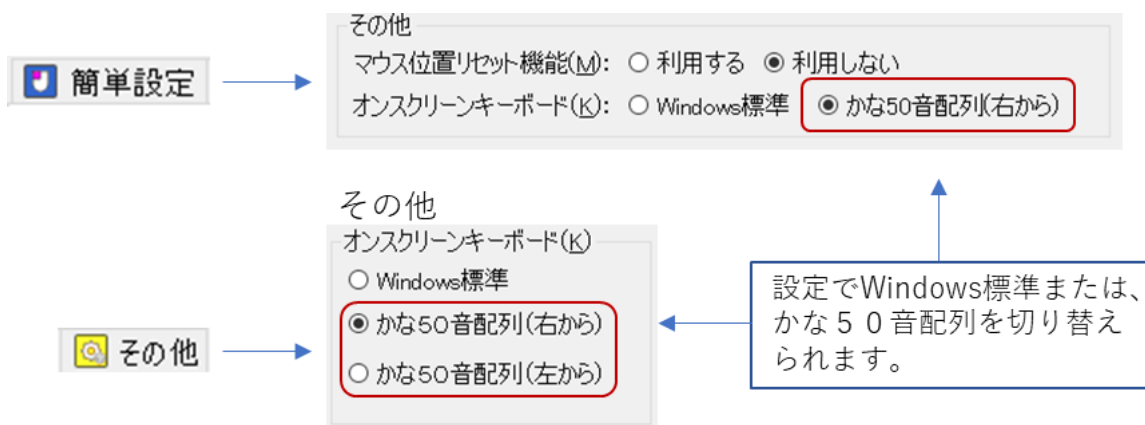 その他
簡単設定
マウス位置リセット機能(M): 利用する 利用しない
オンスクリーンキーボード(K): Windows標準 かな50音配列(右から)
その他
オンスクリーンキーボード(K)
Windows標準
かな50音配列(右から)
その他
かな50音配列(左から)
設定でWindows標準または、
かな５０音配列を切り替え
られます。